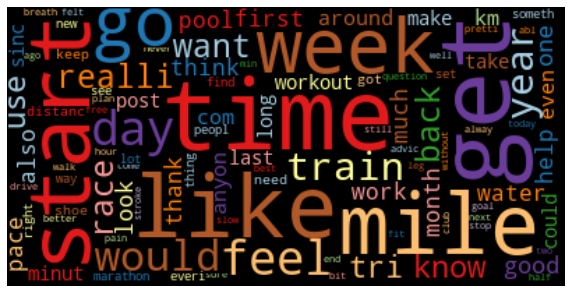 breath
felt
new
ago
keep
sinc
use
also
distanc
right
drive
better
pace
minut
start
go
realli
see
plan
free
post
look
race
way
walk
shoe
pain
marathon
day
hour
come
lot
peopl
thank
would
everi
sure
feel
end
bit
like
time
week
want
think
workout
com
long
anyon
thing
stroke
last
need
slow
best
find
min
never
got
poolfirst
around
make
km
question
well
set
much
still
train
work
tri
month
leg
advic
back
know
mile
club
fit
water
goal
next
stop
good
could
half
two
without
today
alway
get
year
help
take
even
one
someth
pretti
abl